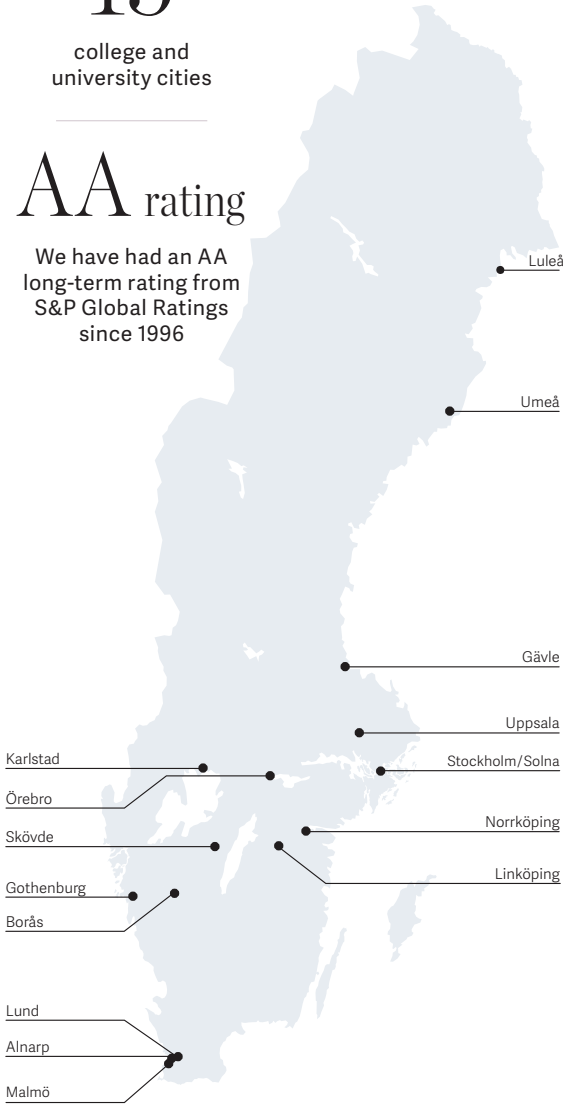 college and
university cities
AA rating
We have had an AA
long-term rating from
S&P Global Ratings
since 1996
Luleå
Umeå
Gävle
Uppsala
Stockholm/Solna
Norrköping
Linköping
Karlstad
Örebro
Skövde
Gothenburg
Borås
Lund
Alnarp
Malmö